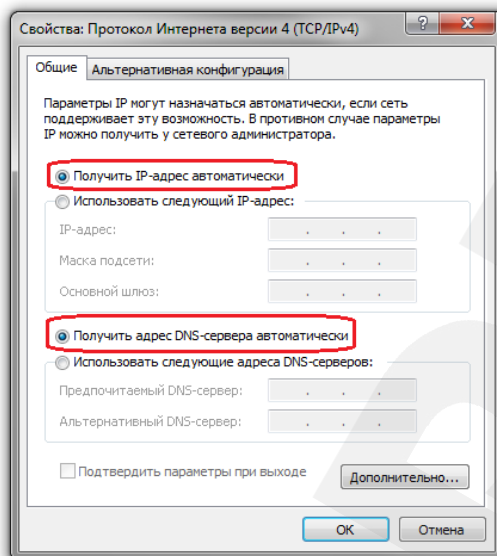 Свойства: Протокол Интернета версии 4 (TCP/IPv4)
Общие
Альтернативная конфигурация
Параметры IP могут назначаться автоматически, если сеть
поддерживает эту возможность. В противном случае параметры
IP можно получить у сетевого администратора.
Получить IP-адрес автоматически
Использовать следующий IP-адрес:
IP-адрес:
Маска подсети:
Основной шлюз:
Получить адрес DNS-сервера автоматически
Использовать следующие адреса DNS-серверов:
Предпочитаемый DNS-сервер:
Альтернативный DNS-сервер:
Подтвердить параметры при выходе
Дополнительно...
ОК
Отмена